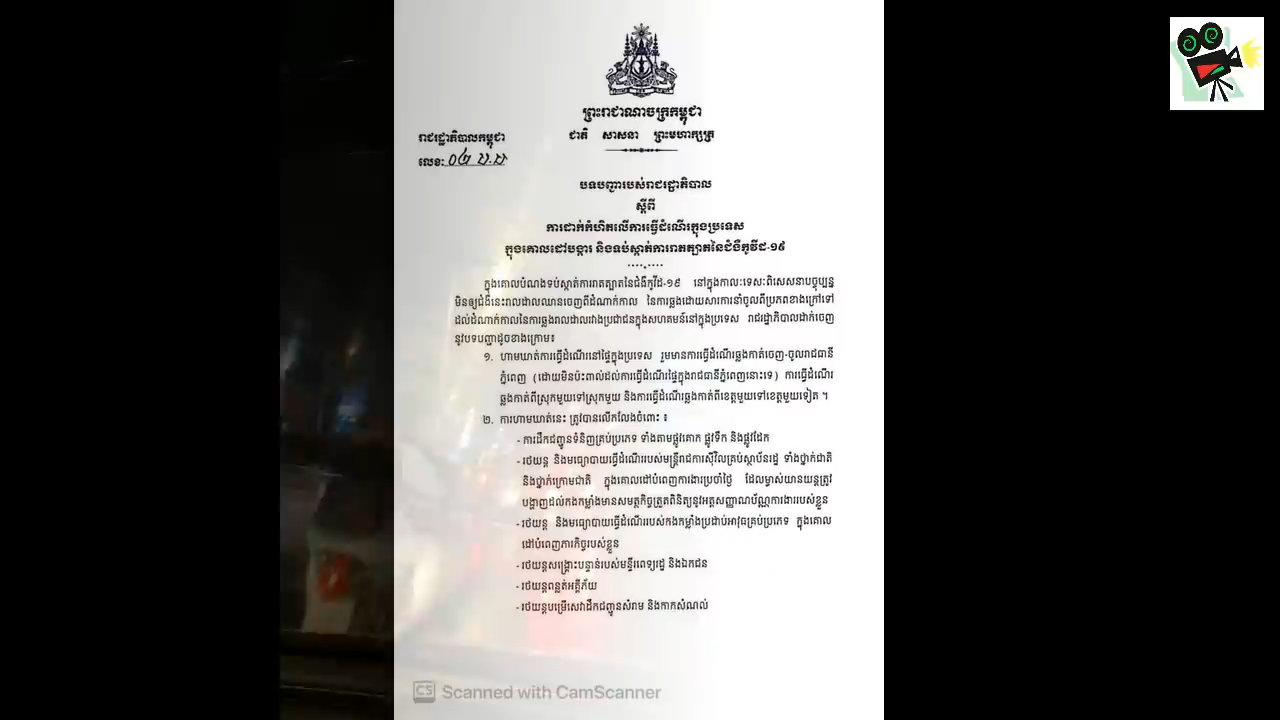 ព្រះរាជាណាចក្រកម្ពុជា
ជាតិ សាសនា ព្រះមហាក្សត្រ
រាជរដ្ឋាភិបាលកម្ពុជា
លេខ: ០៤ ប.ប
បទបញ្ជារបស់រាជរដ្ឋាភិបាល
ស្តីពី
ការដាក់កំហិតលើការធ្វើដំណើរក្នុងប្រទេស
ក្នុងគោលដៅបង្ការ និងទប់ស្កាត់ការរាតត្បាតនៃជំងឺកូវីដ-១៩
ក្នុងគោលបំណងទប់ស្កាត់ការរាតត្បាតនៃជំងឺកូវីដ-១៩ នៅក្នុងកាលៈទេសៈពិសេសនាបច្ចុប្បន្ន
មិនឲ្យជំងឺនេះរាលដាលឈានចេញពីដំណាក់កាល នៃការឆ្លងដោយសារការនាំចូលពីប្រភពខាងក្រៅទៅ
ដល់ដំណាក់កាលនៃការឆ្លងរាលដាលរវាងប្រជាជនក្នុងសហគមន៍នៅក្នុងប្រទេស រាជរដ្ឋាភិបាលដាក់ចេញ
នូវបទបញ្ជាដូចខាងក្រោម៖
១. ហាមឃាត់ការធ្វើដំណើរនៅផ្ទៃក្នុងប្រទេស រួមមានការធ្វើដំណើរឆ្លងកាត់ចេញ-ចូលរាជធានី
ភ្នំពេញ (ដោយមិនប៉ះពាល់ដល់ការធ្វើដំណើរផ្ទៃក្នុងរាជធានីភ្នំពេញនោះទេ) ការធ្វើដំណើរ
ឆ្លងកាត់ពីស្រុកមួយទៅស្រុកមួយ និងការធ្វើដំណើរឆ្លងកាត់ពីខេត្តមួយទៅខេត្តមួយទៀត ។
២. ការហាមឃាត់នេះ ត្រូវបានលើកលែងចំពោះ ៖
- ការដឹកជញ្ជូនទំនិញគ្រប់ប្រភេទ ទាំងតាមផ្លូវគោក ផ្លូវទឹក និងផ្លូវដែក
- រថយន្ត និងមធ្យោបាយធ្វើដំណើររបស់មន្ត្រីរាជការស៊ីវិលគ្រប់ស្ថាប័នរដ្ឋ ទាំងថ្នាក់ជាតិ
និងថ្នាក់ក្រោមជាតិ ក្នុងគោលដៅបំពេញការងារប្រចាំថ្ងៃ ដែលម្ចាស់យានយន្តត្រូវ
បង្ហាញដល់កងកម្លាំងមានសមត្ថកិច្ចត្រួតពិនិត្យនូវអត្តសញ្ញាណប័ណ្ណការងាររបស់ខ្លួន
- រថយន្ត និងមធ្យោបាយធ្វើដំណើររបស់កងកម្លាំងប្រដាប់អាវុធគ្រប់ប្រភេទ ក្នុងគោល
ដៅបំពេញភារកិច្ចរបស់ខ្លួន
- រថយន្តសង្គ្រោះបន្ទាន់របស់មន្ទីរពេទ្យរដ្ឋ និងឯកជន
- រថយន្តពន្លត់អគ្គីភ័យ
- រថយន្តបម្រើសេវាដឹកជញ្ជូនសំរាម និងកាកសំណល់
CS Scanned with CamScanner